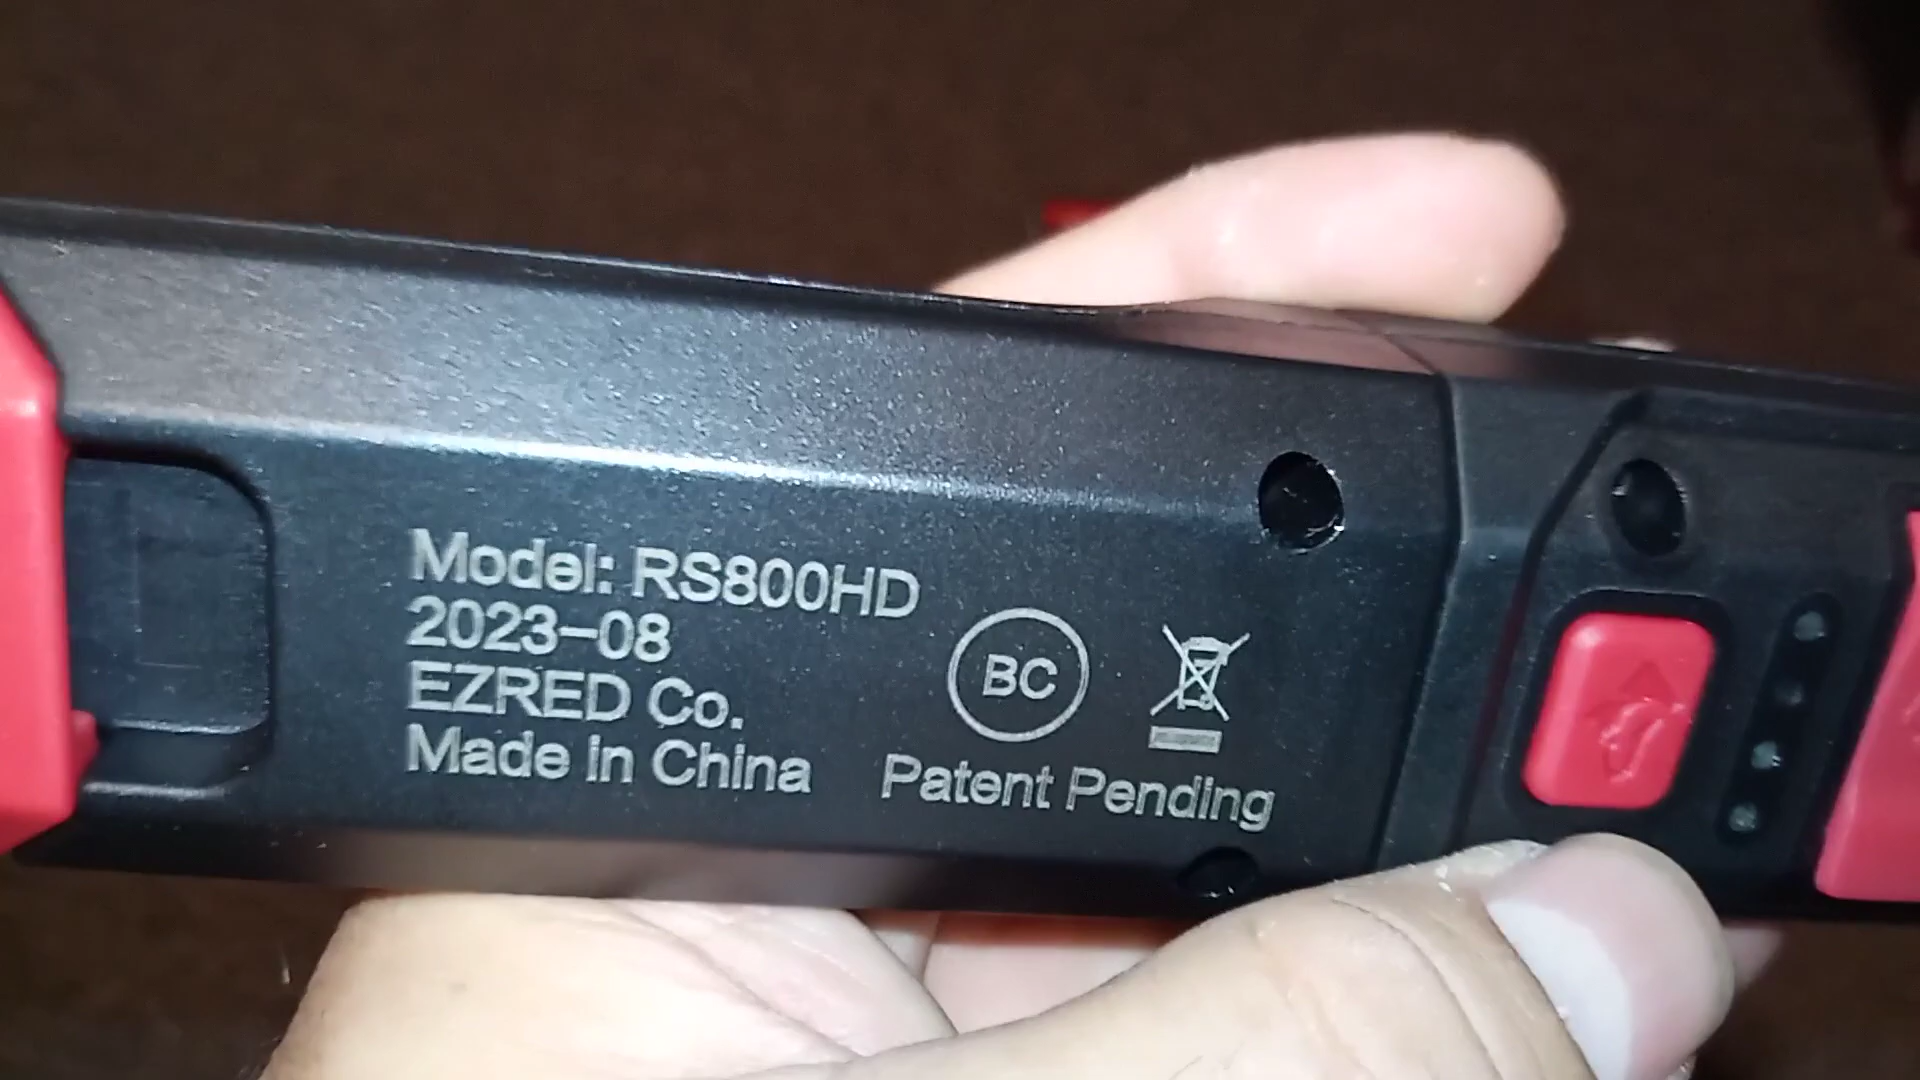 Model: RS800HD
2023-08
EZRED Co.
Made in China
BC
Patent Pending